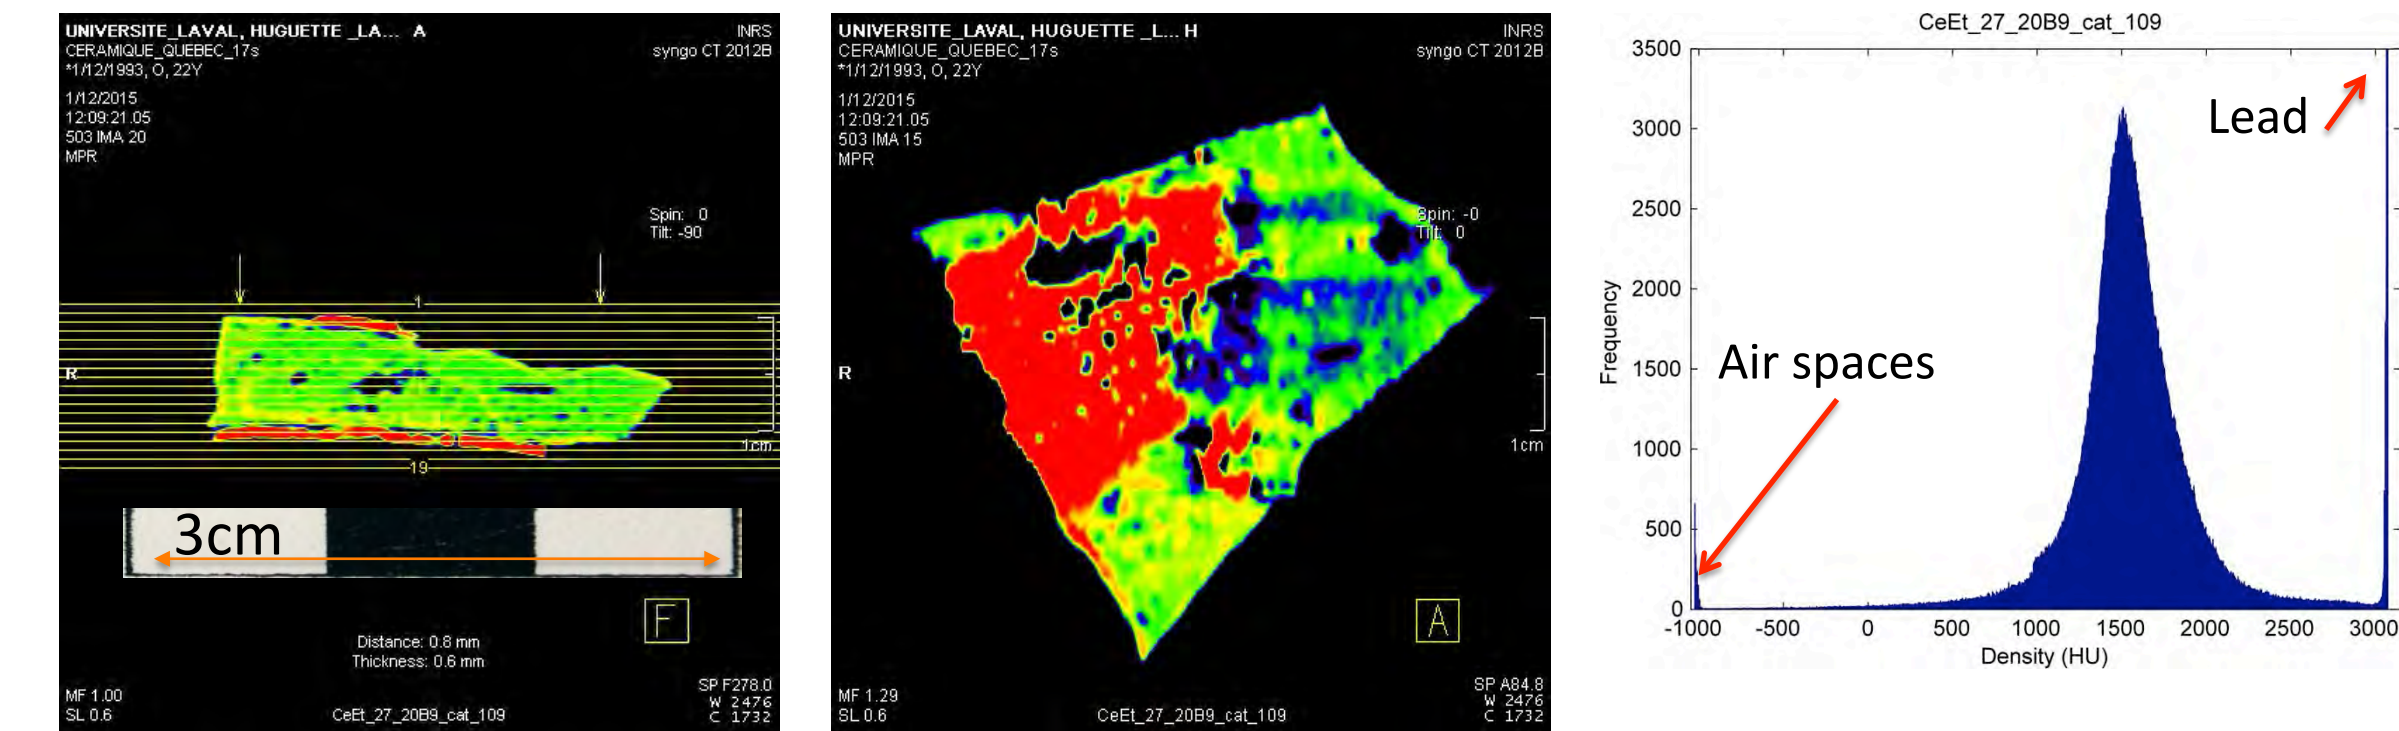 UNIVERSITE_LAVAL, HUGUETTE _LA... A
CERAMIQUE_QUEBEC_17s
*1/12/1993, O, 22Y
1/12/2015
12:09:21.05
503 IMA 20
MPR
INRS
syngo CT 2012B
Spin: 0
Tilt: -90
1
R
1cm
19
3cm
F
Distance: 0.8 mm
Thickness: 0.6 mm
MF 1.00
SL 0.6
CeEt_27_20B9_cat_109
SP F278.0
W 2476
C 1732
UNIVERSITE_LAVAL, HUGUETTE _L... H
CERAMIQUE_QUEBEC_17s
*1/12/1993, O, 22Y
1/12/2015
12:09:21.05
503 IMA 15
MPR
INRS
syngo CT 2012B
Spin: -0
Tilt: 0
R
1cm
A
MF 1.29
SL 0.6
CeEt_27_20B9_cat_109
SP A84.8
W 2476
C 1732
CeEt_27_20B9_cat_109
3500
3000
2500
2000
1500
1000
500
0
Frequency
Lead
Air spaces
-1000 -500 0 500 1000 1500 2000 2500 3000
Density (HU)